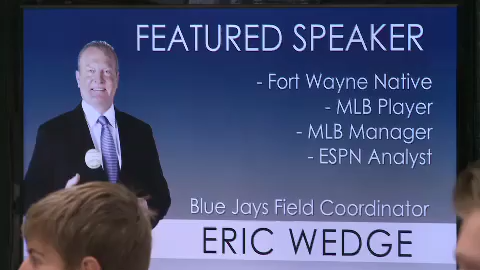 FEATURED SPEAKER
- Fort Wayne Native
- MLB Player
- MLB Manager
- ESPN Analyst
Blue Jays Field Coordinator
ERIC WEDGE